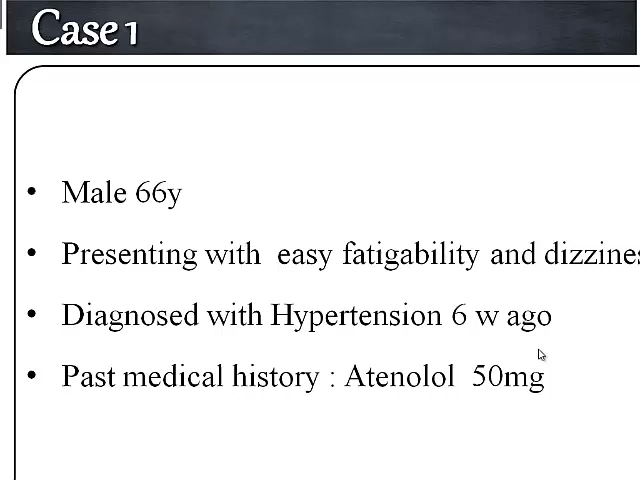 Case 1
• Male 66y
• Presenting with easy fatigability and dizzines
• Diagnosed with Hypertension 6 w ago
• Past medical history : Atenolol 50mg